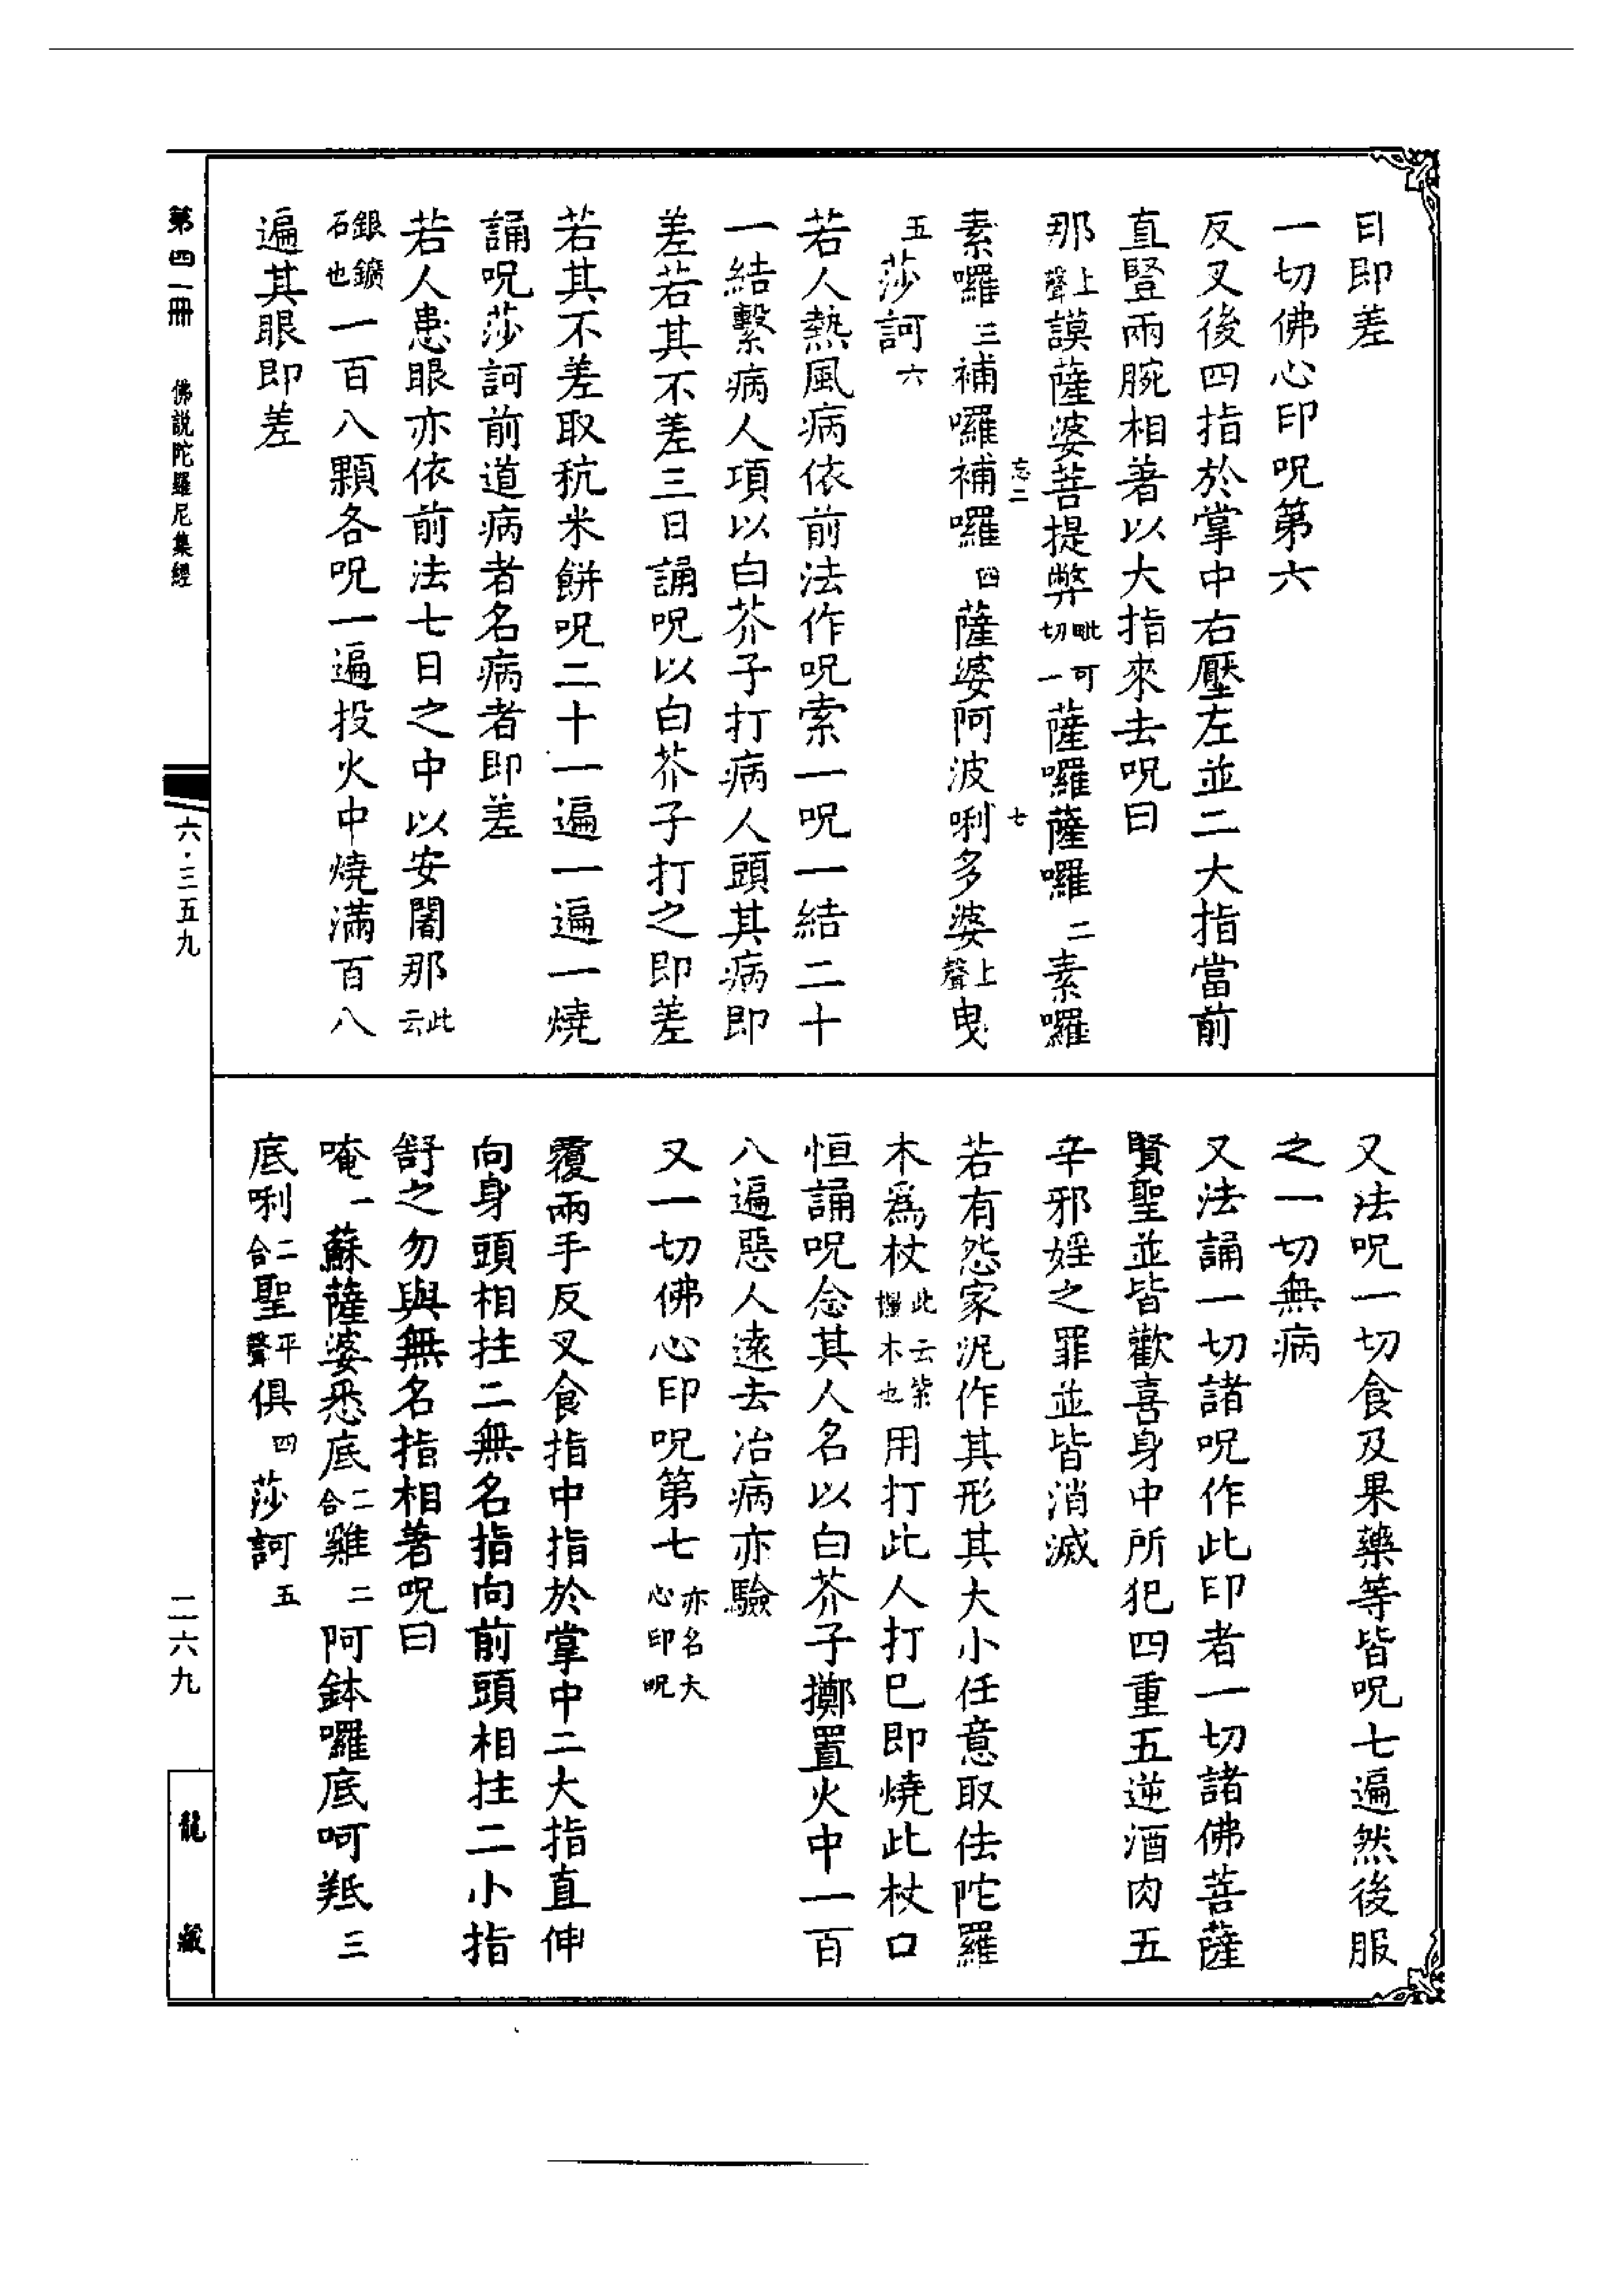 目即差
一切佛心印呪第六
反叉後四指於掌中右壓左並二大指當前
直豎兩腕相著以大指來去呪曰
那上聲謨薩婆菩提弊毗可切一薩囉薩囉二素囉
忘二
七
素囉三補囉補囉四薩婆阿波唎多婆上聲曳
五莎訶六
若人熱風病依前法作呪索一呪一結二十
一結繫病人項以白芥子打病人頭其病即
差若其不差三日誦呪以白芥子打之即差
若其不差取秔米餅呪二十一遍一遍一燒
誦呪莎訶前道病者名病者即差
若人患眼亦依前法七日之中以安闍那此云
銀鑛石也一百八顆各呪一遍投火中燒滿百八
遍其眼即差
又法呪一切食及果藥等皆呪七遍然後服
之一切無病
又法誦一切諸呪作此印者一切諸佛菩薩
賢聖並皆歡喜身中所犯四重五逆酒肉五
辛邪婬之罪並皆消滅
若有怨家泥作其形其大小任意取佉陀羅
木爲杖此云紫橿木也用打此人打巳即燒此杖口
恒誦呪念其人名以白芥子擲置火中一百
八遍惡人遠去治病亦驗
又一切佛心印呪第七亦名大心印呪
覆兩手反叉食指中指於掌中二大指直伸
向身頭相拄二無名指向前頭相拄二小指
舒之勿與無名指相著呪曰
唵一蘇薩婆悉底二合雞二阿鉢囉底呵羝三
底唎二合聖平聲俱四莎訶五
第四一冊
佛說陀羅尼集經
六·三五九
二六九
龍藏